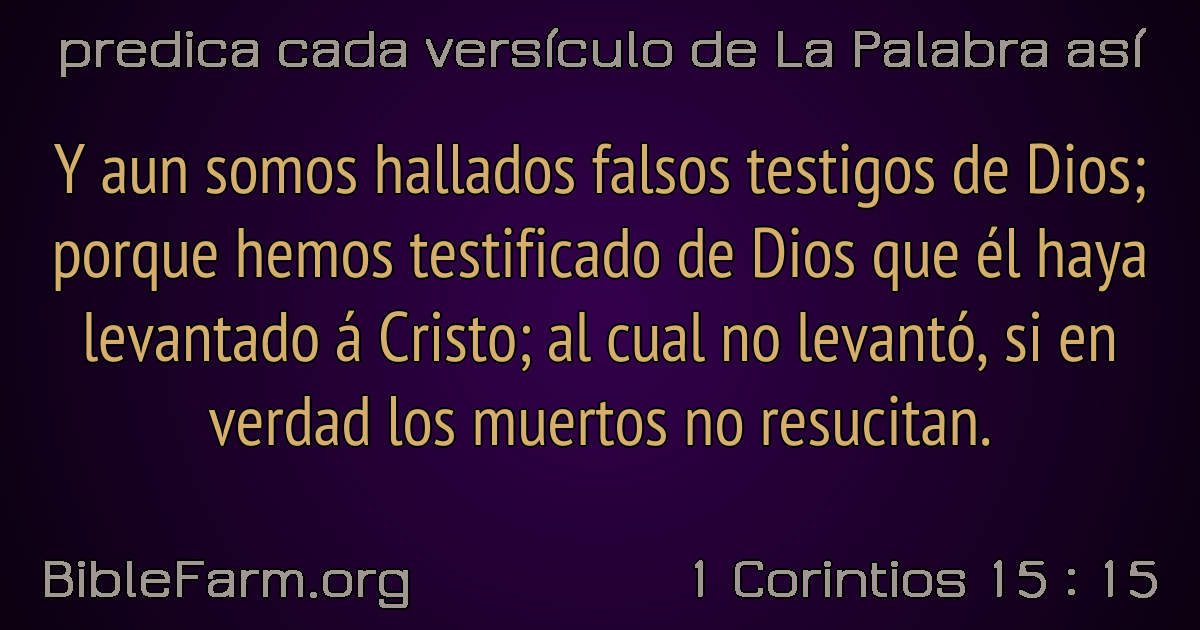 predica cada versículo de La Palabra así
Y aun somos hallados falsos testigos de Dios;
porque hemos testificado de Dios que él haya
levantado á Cristo; al cual no levantó, si en
verdad los muertos no resucitan.
BibleFarm.org
1 Corintios 15 : 15